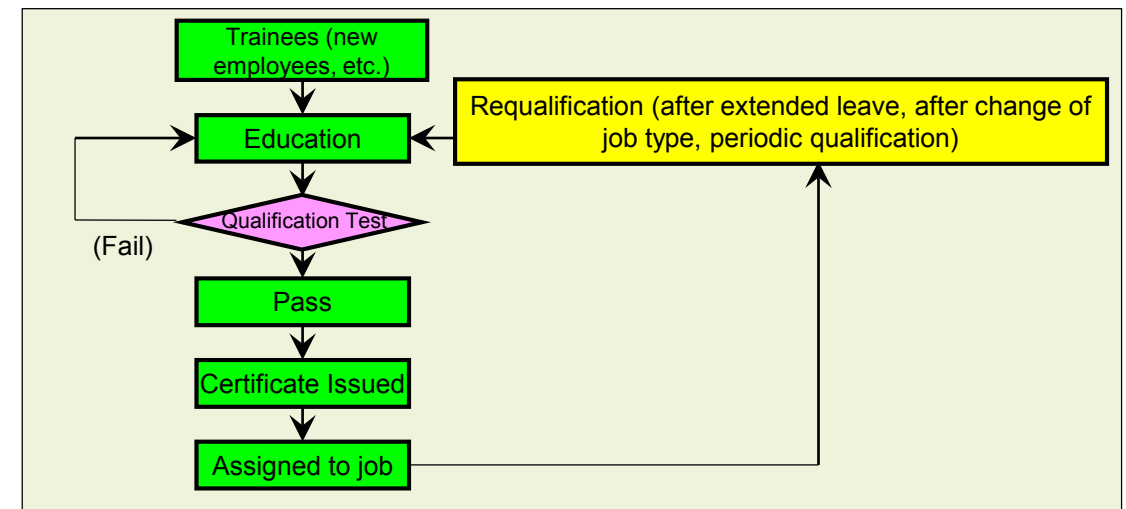 Trainees (new
employees, etc.)
Requalification (after extended leave, after change of
job type, periodic qualification)
Education
Qualification Test
(Fail)
Pass
Certificate Issued
Assigned to job